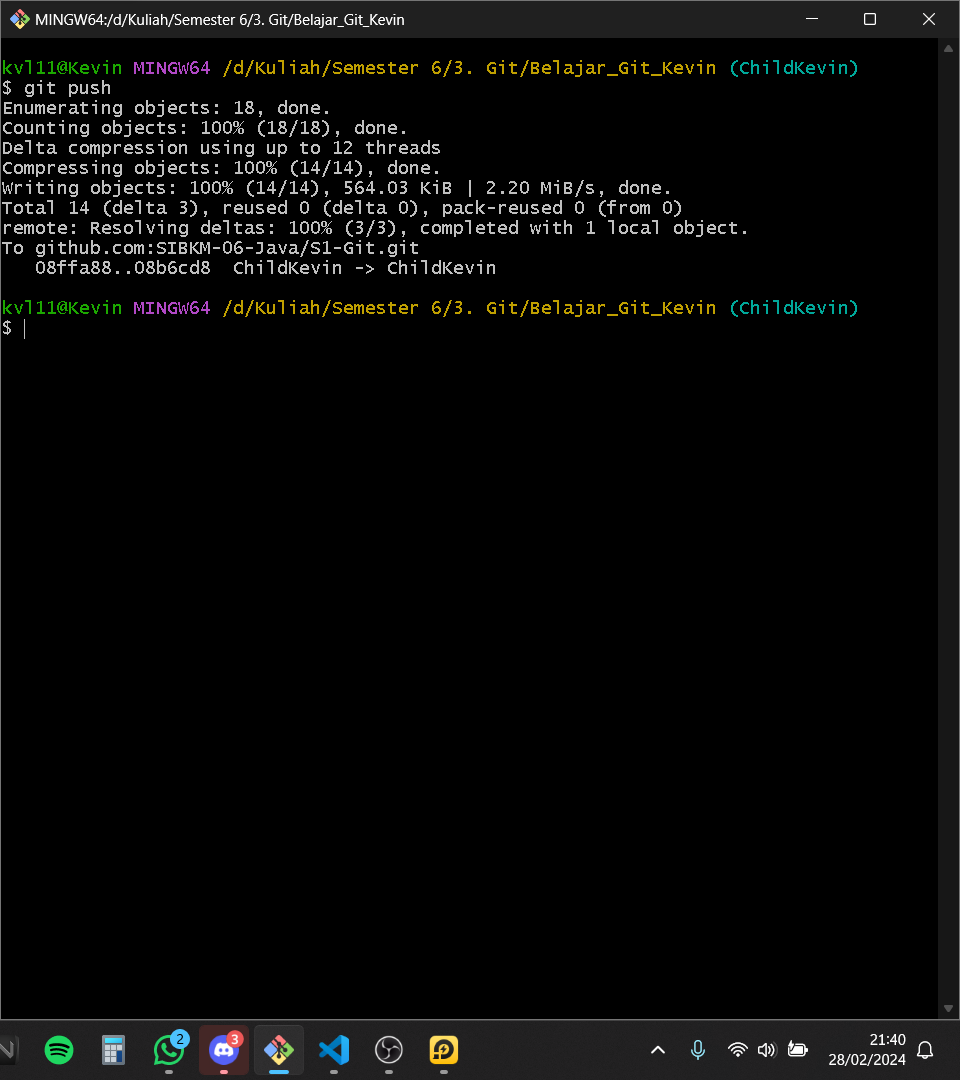 MINGW64:/d/Kuliah/Semester 6/3. Git/Belajar_Git_Kevin
kvl11@Kevin MINGW64 /d/Kuliah/Semester 6/3. Git/Belajar_Git_Kevin (ChildKevin)
$ git push
Enumerating objects: 18, done.
Counting objects: 100% (18/18), done.
Delta compression using up to 12 threads
Compressing objects: 100% (14/14), done.
Writing objects: 100% (14/14), 564.03 KiB | 2.20 MiB/s, done.
Total 14 (delta 3), reused 0 (delta 0), pack-reused 0 (from 0)
remote: Resolving deltas: 100% (3/3), completed with 1 local object.
To github.com:SIBKM-06-Java/S1-Git.git
   08ffa88..08b6cd8  ChildKevin -> ChildKevin
kvl11@Kevin MINGW64 /d/Kuliah/Semester 6/3. Git/Belajar_Git_Kevin (ChildKevin)
$
2
3
21:40
28/02/2024